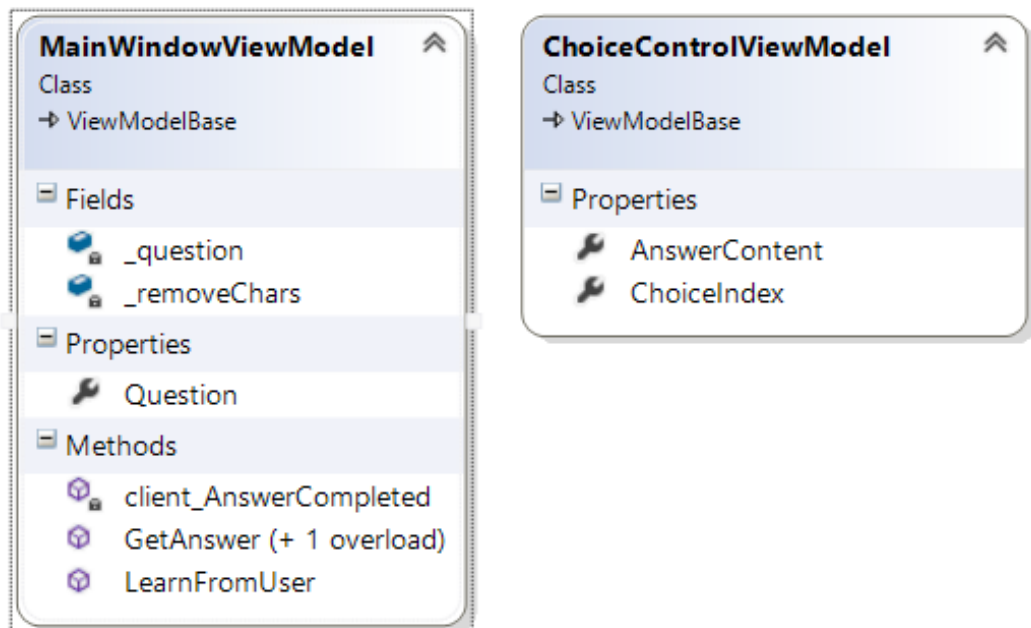 MainWindowViewModel
Class
ViewModelBase
Fields
_question
_removeChars
Properties
Question
Methods
client_AnswerCompleted
GetAnswer (+ 1 overload)
LearnFromUser
ChoiceControlViewModel
Class
ViewModelBase
Properties
AnswerContent
ChoiceIndex